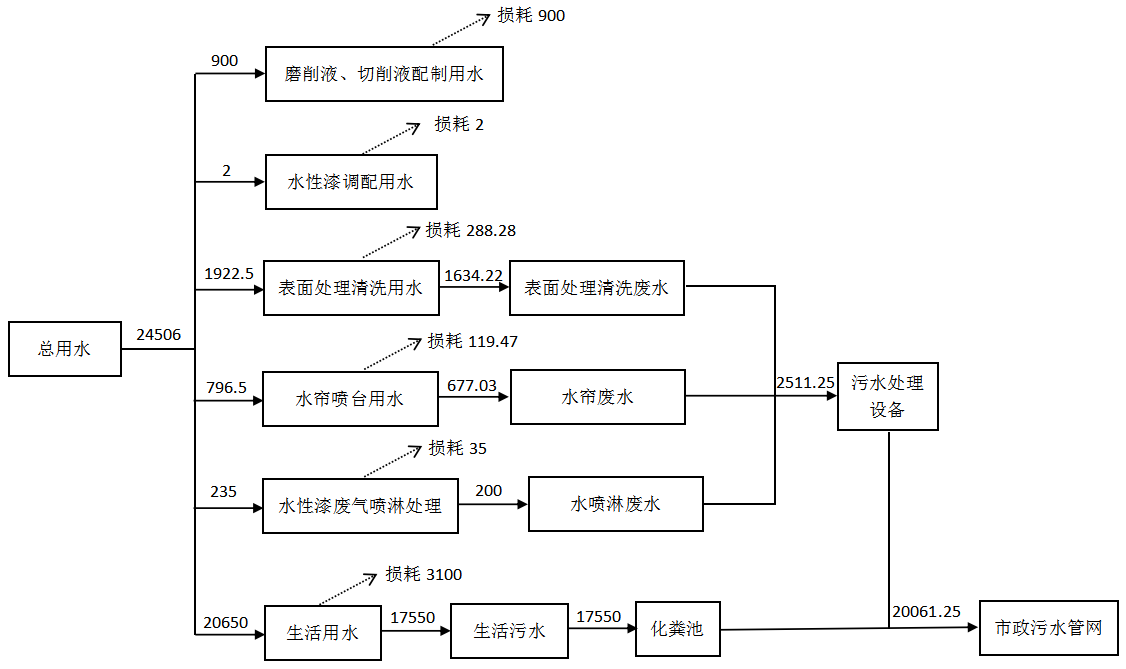 损耗 900
900
磨削液、切削液配制用水
损耗 2
2
水性漆调配用水
损耗 288.28
1922.5
表面处理清洗用水
1634.22
表面处理清洗废水
总用水
24506
损耗 119.47
796.5
水帘喷台用水
677.03
水帘废水
2511.25
污水处理
设备
损耗 35
235
水性漆废气喷淋处理
200
水喷淋废水
损耗 3100
20650
生活用水
17550
生活污水
17550
化粪池
20061.25
市政污水管网